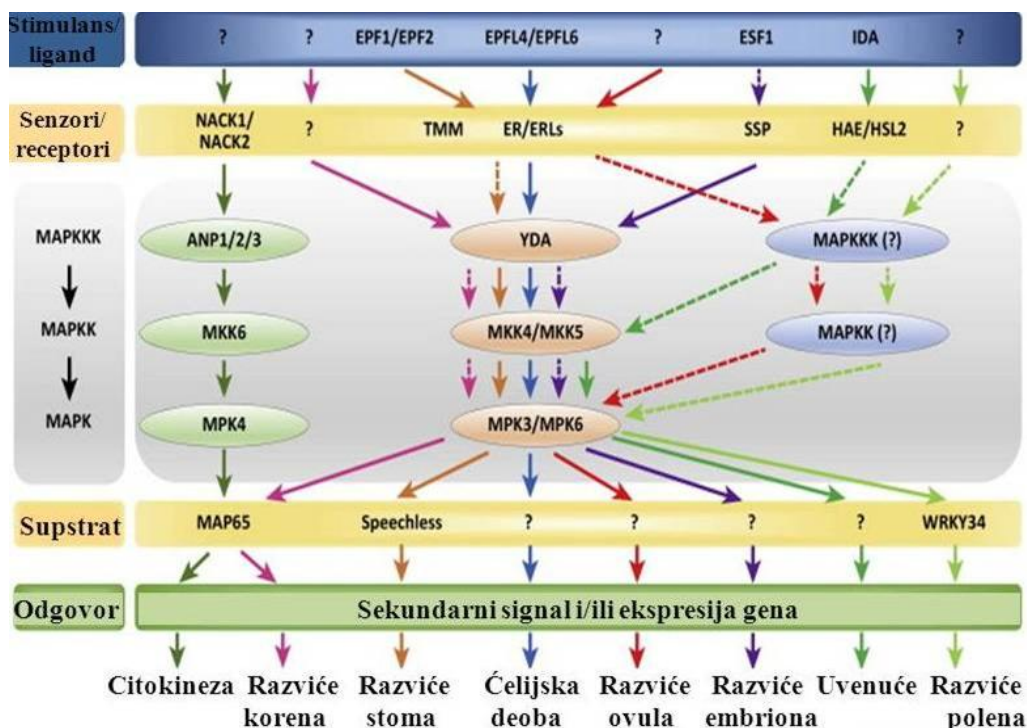 Stimulans/
ligand
? ? EPF1/EPF2 EPFL4/EPFL6 ? ESF1 IDA ?
Senzori/
receptori
NACK1/
NACK2
? TMM ER/ERLs SSP HAE/HSL2 ?
MAPKKK ANP1/2/3 YDA MAPKKK (?)
MAPKK MKK6 MKK4/MKK5 MAPKK (?)
MAPK MPK4 MPK3/MPK6
Supstrat MAP65 Speechless ? ? ? ? WRKY34
Odgovor Sekundarni signal i/ili ekspresija gena
Citokineza
Razviće
korena
Razviće
stoma
Ćelijska
deoba
Razviće
ovula
Razviće
embriona
Uvenuće
Razviće
polena